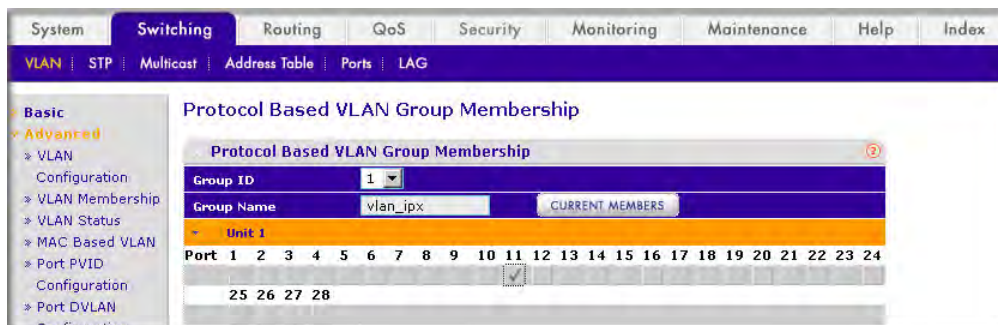 System Switching Routing QoS Security Monitoring Maintenance Help Index
VLAN STP Multicast Address Table Ports LAG
Basic
Advanced
» VLAN
Configuration
» VLAN Membership
» VLAN Status
» MAC Based VLAN
» Port PVID
Configuration
» Port DVLAN
Protocol Based VLAN Group Membership
Protocol Based VLAN Group Membership
Group ID 1
Group Name vlan_ipx CURRENT MEMBERS
Unit 1
Port 1 2 3 4 5 6 7 8 9 10 11 12 13 14 15 16 17 18 19 20 21 22 23 24
25 26 27 28